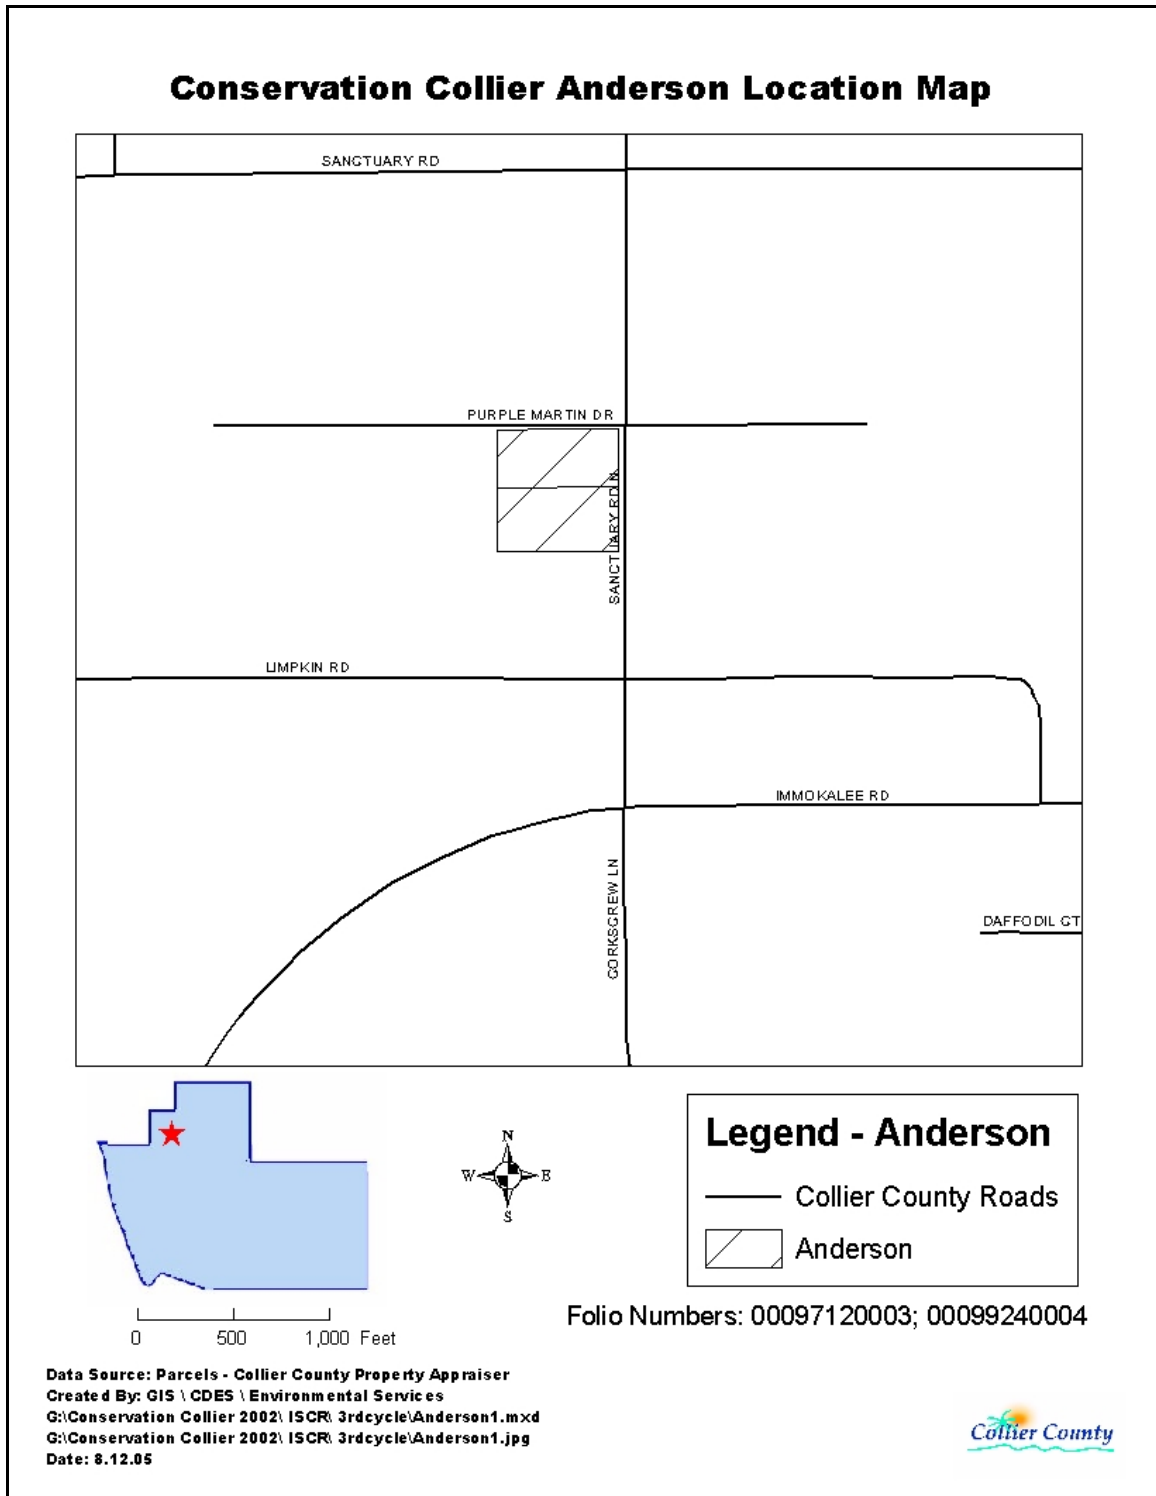 Conservation Collier Anderson Location Map
SANCTUARY RD
PURPLE MARTIN DR
SANCTUARY RD N
LIMPKIN RD
IMMOKALEE RD
CORKSCREW LN
DAFFODIL CT
N
W E
S
Legend - Anderson
Collier County Roads
Anderson
Folio Numbers: 00097120003; 00099240004
0 500 1,000 Feet
Data Source: Parcels - Collier County Property Appraiser
Created By: GIS \ CDES \ Environmental Services
G:\Conservation Collier 2002\ ISCR\ 3rdcycle\Anderson1.mxd
G:\Conservation Collier 2002\ ISCR\ 3rdcycle\Anderson1.jpg
Date: 8.12.05
Collier County